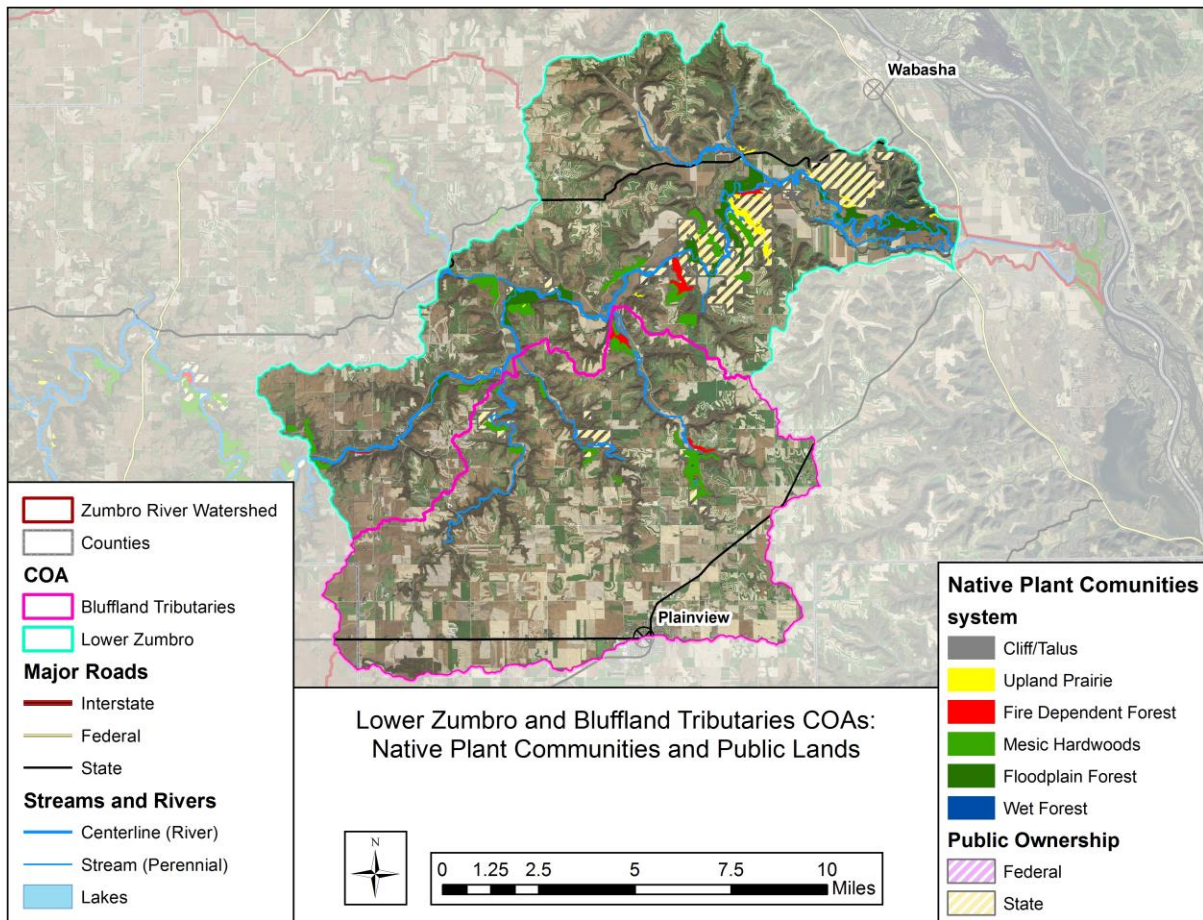 Wabasha
Plainview
Zumbro River Watershed
Counties
COA
Bluffland Tributaries
Lower Zumbro
Major Roads
Interstate
Federal
State
Streams and Rivers
Centerline (River)
Stream (Perennial)
Lakes
Lower Zumbro and Bluffland Tributaries COAs:
Native Plant Communities and Public Lands
N
0 1.25 2.5 5 7.5 10
Miles
Native Plant Comunities
system
Cliff/Talus
Upland Prairie
Fire Dependent Forest
Mesic Hardwoods
Floodplain Forest
Wet Forest
Public Ownership
Federal
State